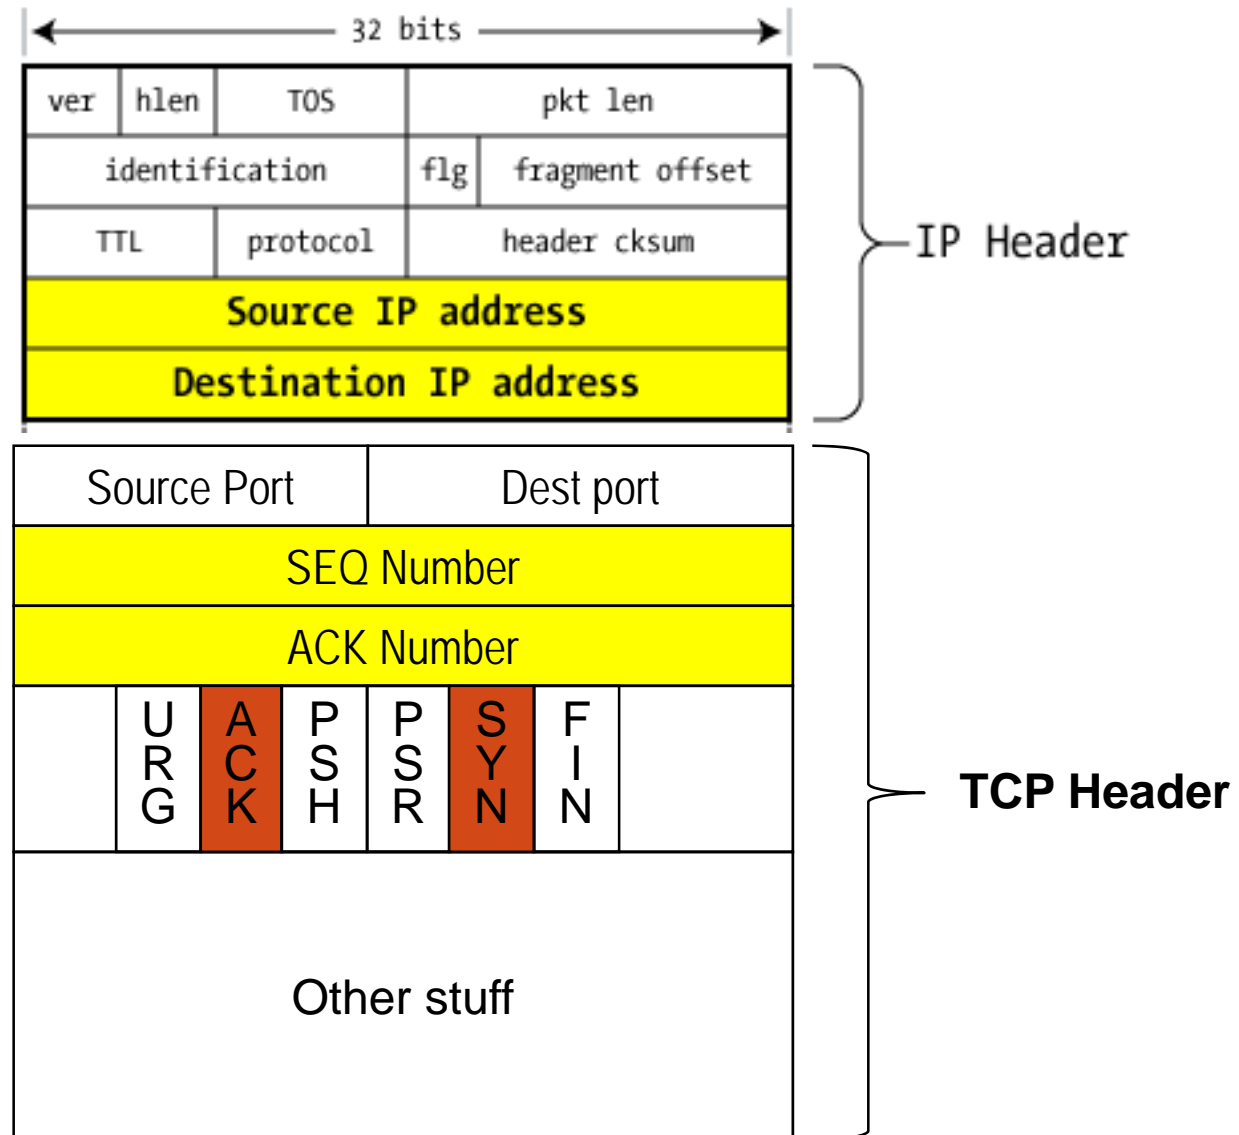 32 bits
ver hlen TOS pkt len
identification flg fragment offset
TTL protocol header cksum
Source IP address
Destination IP address
IP Header
Source Port Dest port
SEQ Number
ACK Number
URG ACK PSH PSR SYN FIN
TCP Header
Other stuff